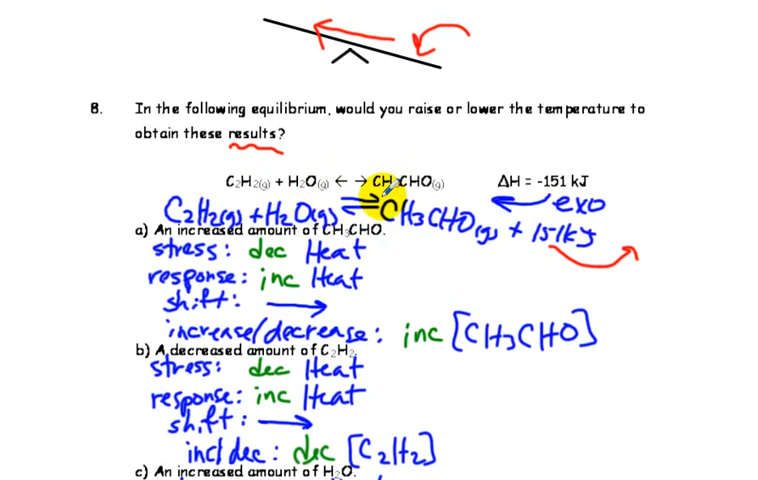 8. In the following equilibrium, would you raise or lower the temperature to
obtain these results?
C₂H₂(g) + H₂O(g) ← → CH₃CHO(g) ΔH = -151 kJ
exo
C₂H₂(g) + H₂O(g) ⇌ CH₃CHO(g) + 151kJ
a) An increased amount of CH₃CHO.
stress: dec Heat
response: inc Heat
shift: →
increase/decrease: inc [CH₃CHO]
b) A decreased amount of C₂H₂.
stress: dec Heat
response: inc Heat
shift: →
inc/dec: dec [C₂H₂]
c) An increased amount of H₂O.